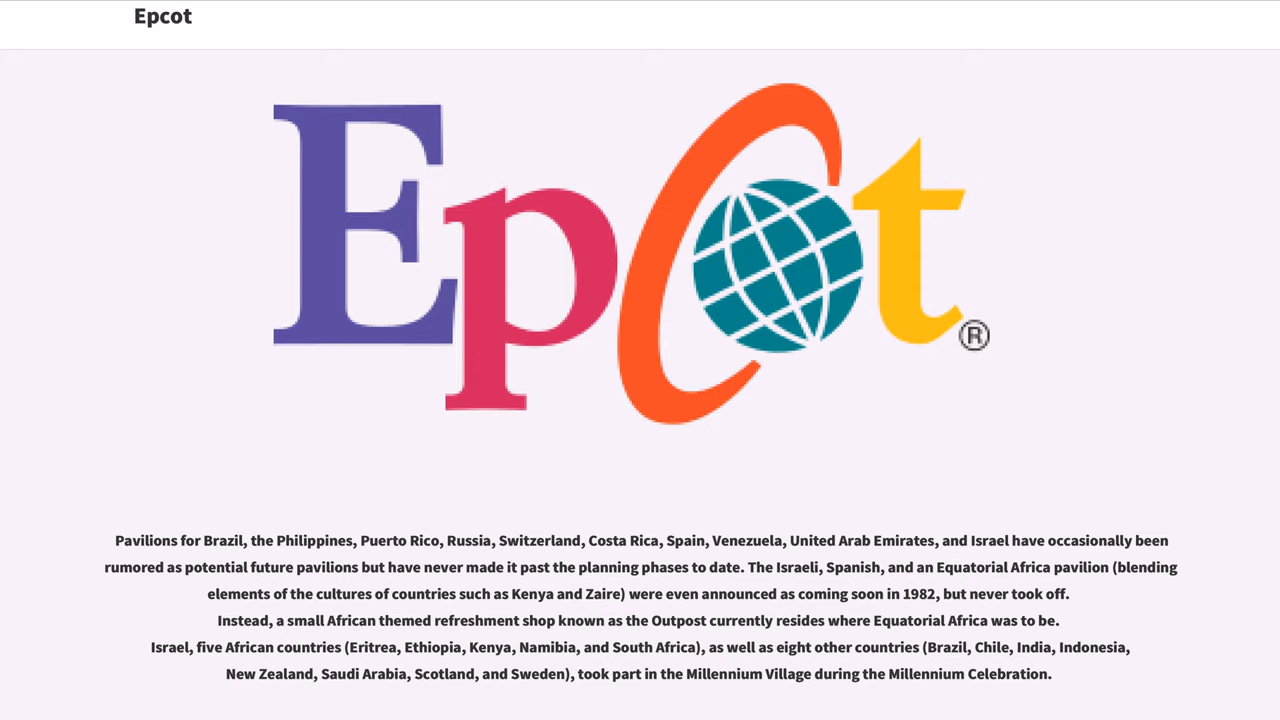 Epcot
Epcot®
Pavilions for Brazil, the Philippines, Puerto Rico, Russia, Switzerland, Costa Rica, Spain, Venezuela, United Arab Emirates, and Israel have occasionally been
rumored as potential future pavilions but have never made it past the planning phases to date. The Israeli, Spanish, and an Equatorial Africa pavilion (blending
elements of the cultures of countries such as Kenya and Zaire) were even announced as coming soon in 1982, but never took off.
Instead, a small African themed refreshment shop known as the Outpost currently resides where Equatorial Africa was to be.
Israel, five African countries (Eritrea, Ethiopia, Kenya, Namibia, and South Africa), as well as eight other countries (Brazil, Chile, India, Indonesia,
New Zealand, Saudi Arabia, Scotland, and Sweden), took part in the Millennium Village during the Millennium Celebration.